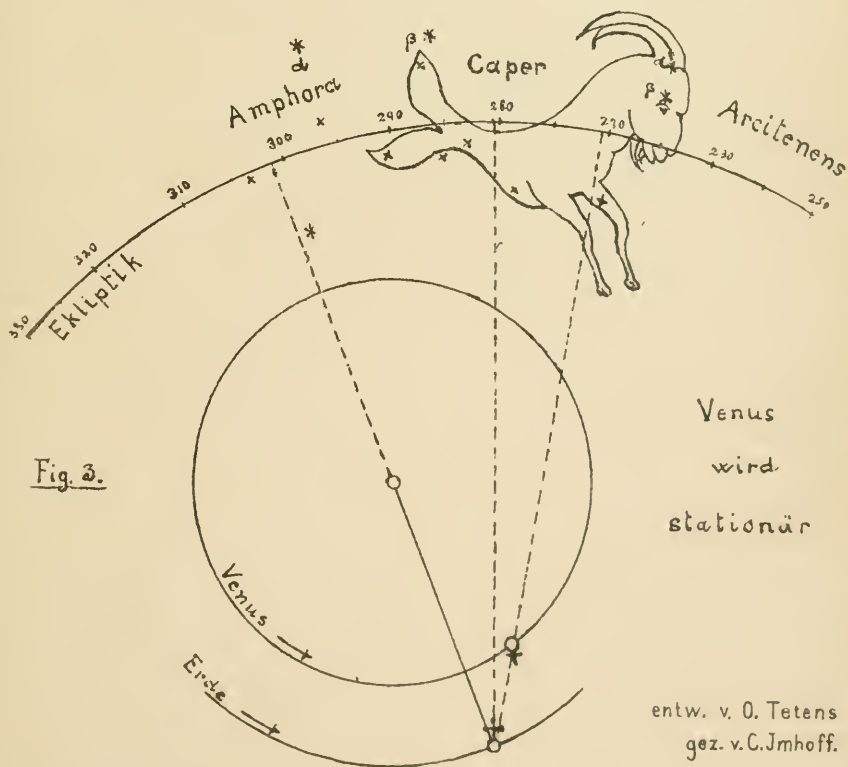 β
Caper
α
Amphora
α
β
Arcitenens
330
320
310
300
290
280
270
250
Ekliptik
Fig. 3.
Venus
wird
stationär
Venus
Erde
entw. v. O. Tetens
gez. v. C. Jmhoff.